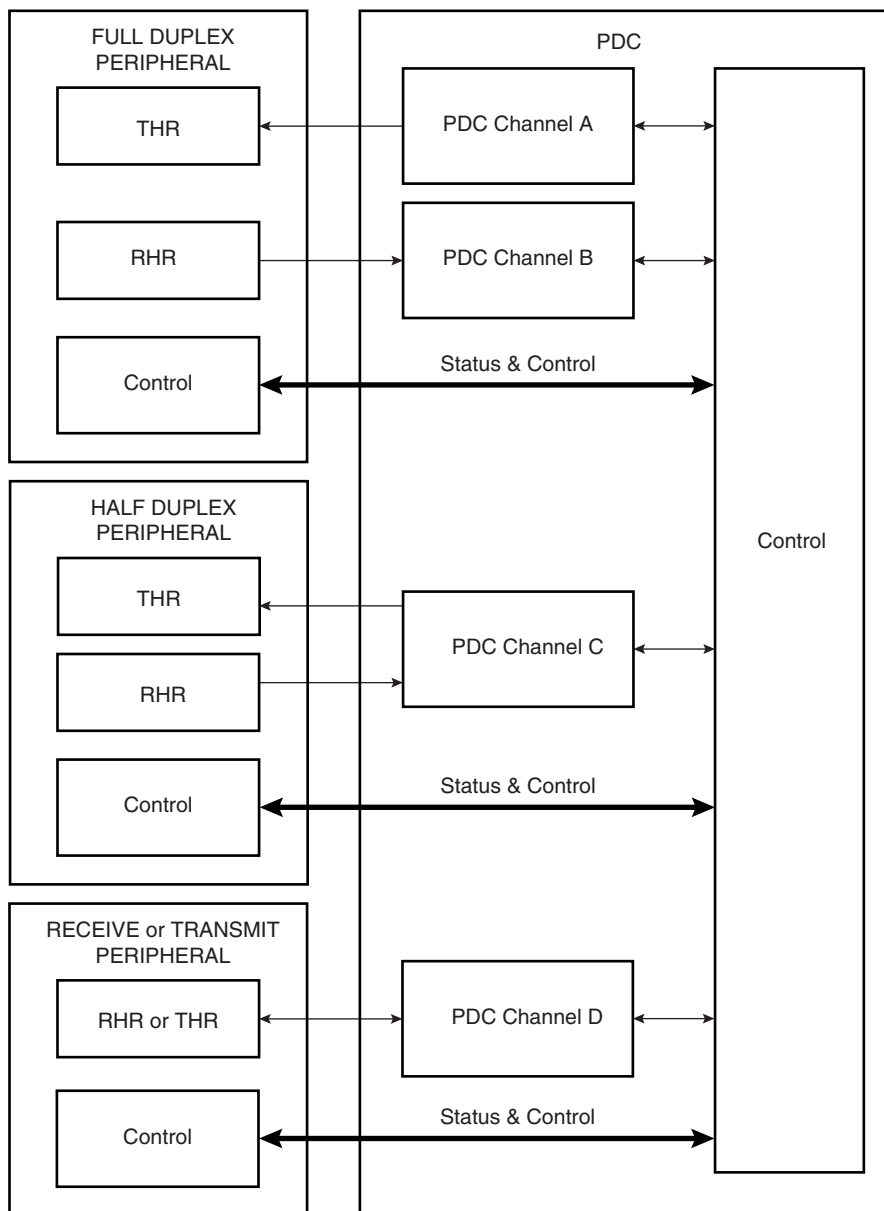 FULL DUPLEX
PERIPHERAL
THR
RHR
Control
PDC
PDC Channel A
PDC Channel B
Status & Control
Control
HALF DUPLEX
PERIPHERAL
THR
RHR
Control
PDC Channel C
Status & Control
RECEIVE or TRANSMIT
PERIPHERAL
RHR or THR
Control
PDC Channel D
Status & Control